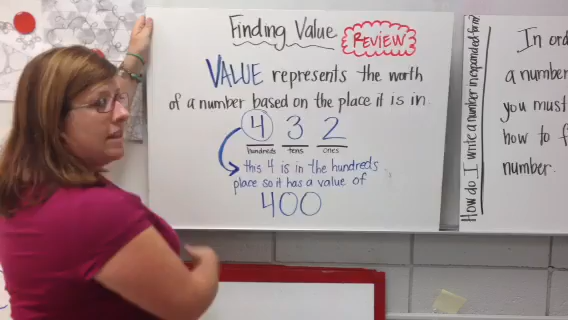 Finding Value
REVIEW
VALUE represents the worth
of a number based on the place it is in.
4 3 2
hundreds tens ones
this 4 is in the hundreds
place so it has a value of
400
How do I write a number in expanded form?
In ord
a number
you must
how to f
number.